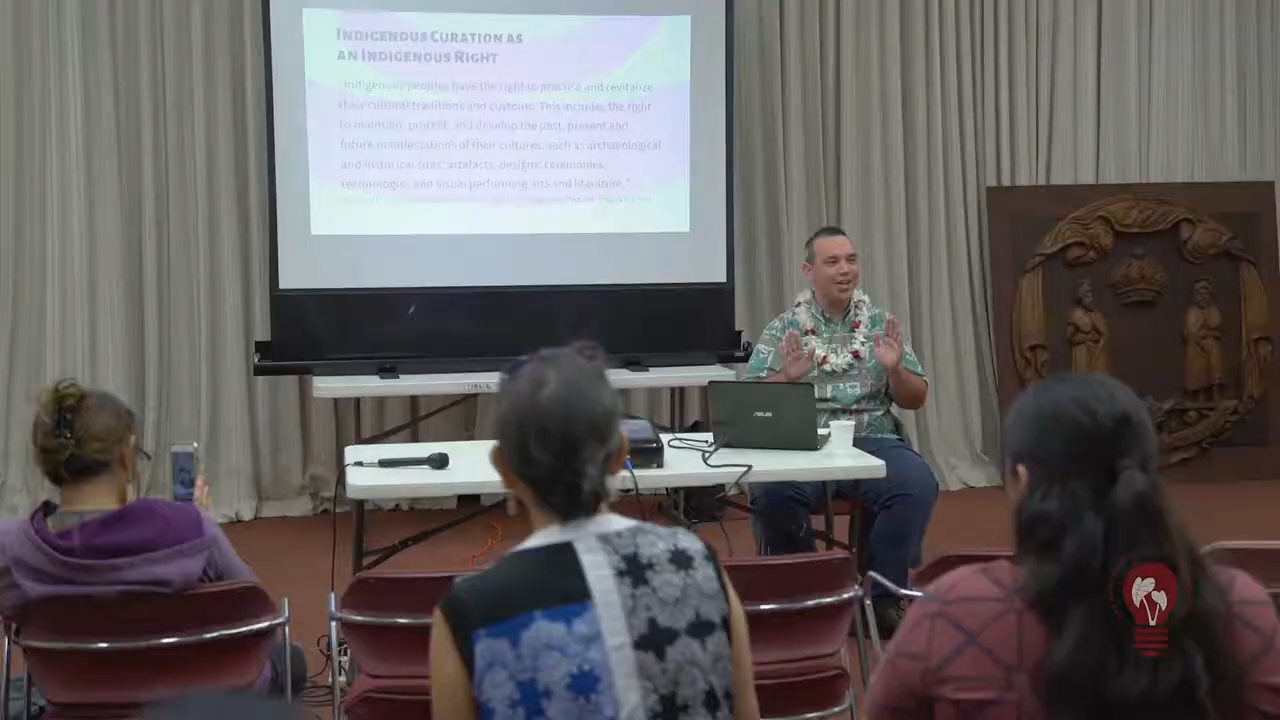 INDIGENOUS CURATION AS
AN INDIGENOUS RIGHT
"Indigenous peoples have the right to practise and revitalize
their cultural traditions and customs. This includes the right
to maintain, protect, and develop the past, present and
future manifestations of their cultures, such as archaeological
and historical sites, artefacts, designs, ceremonies,
technologies and visual performing arts and literature."
ASUS